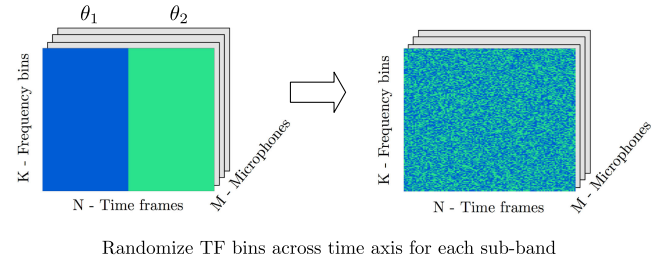 θ₁ θ₂
K - Frequency bins
N - Time frames
M - Microphones
K - Frequency bins
N - Time frames
M - Microphones
Randomize TF bins across time axis for each sub-band